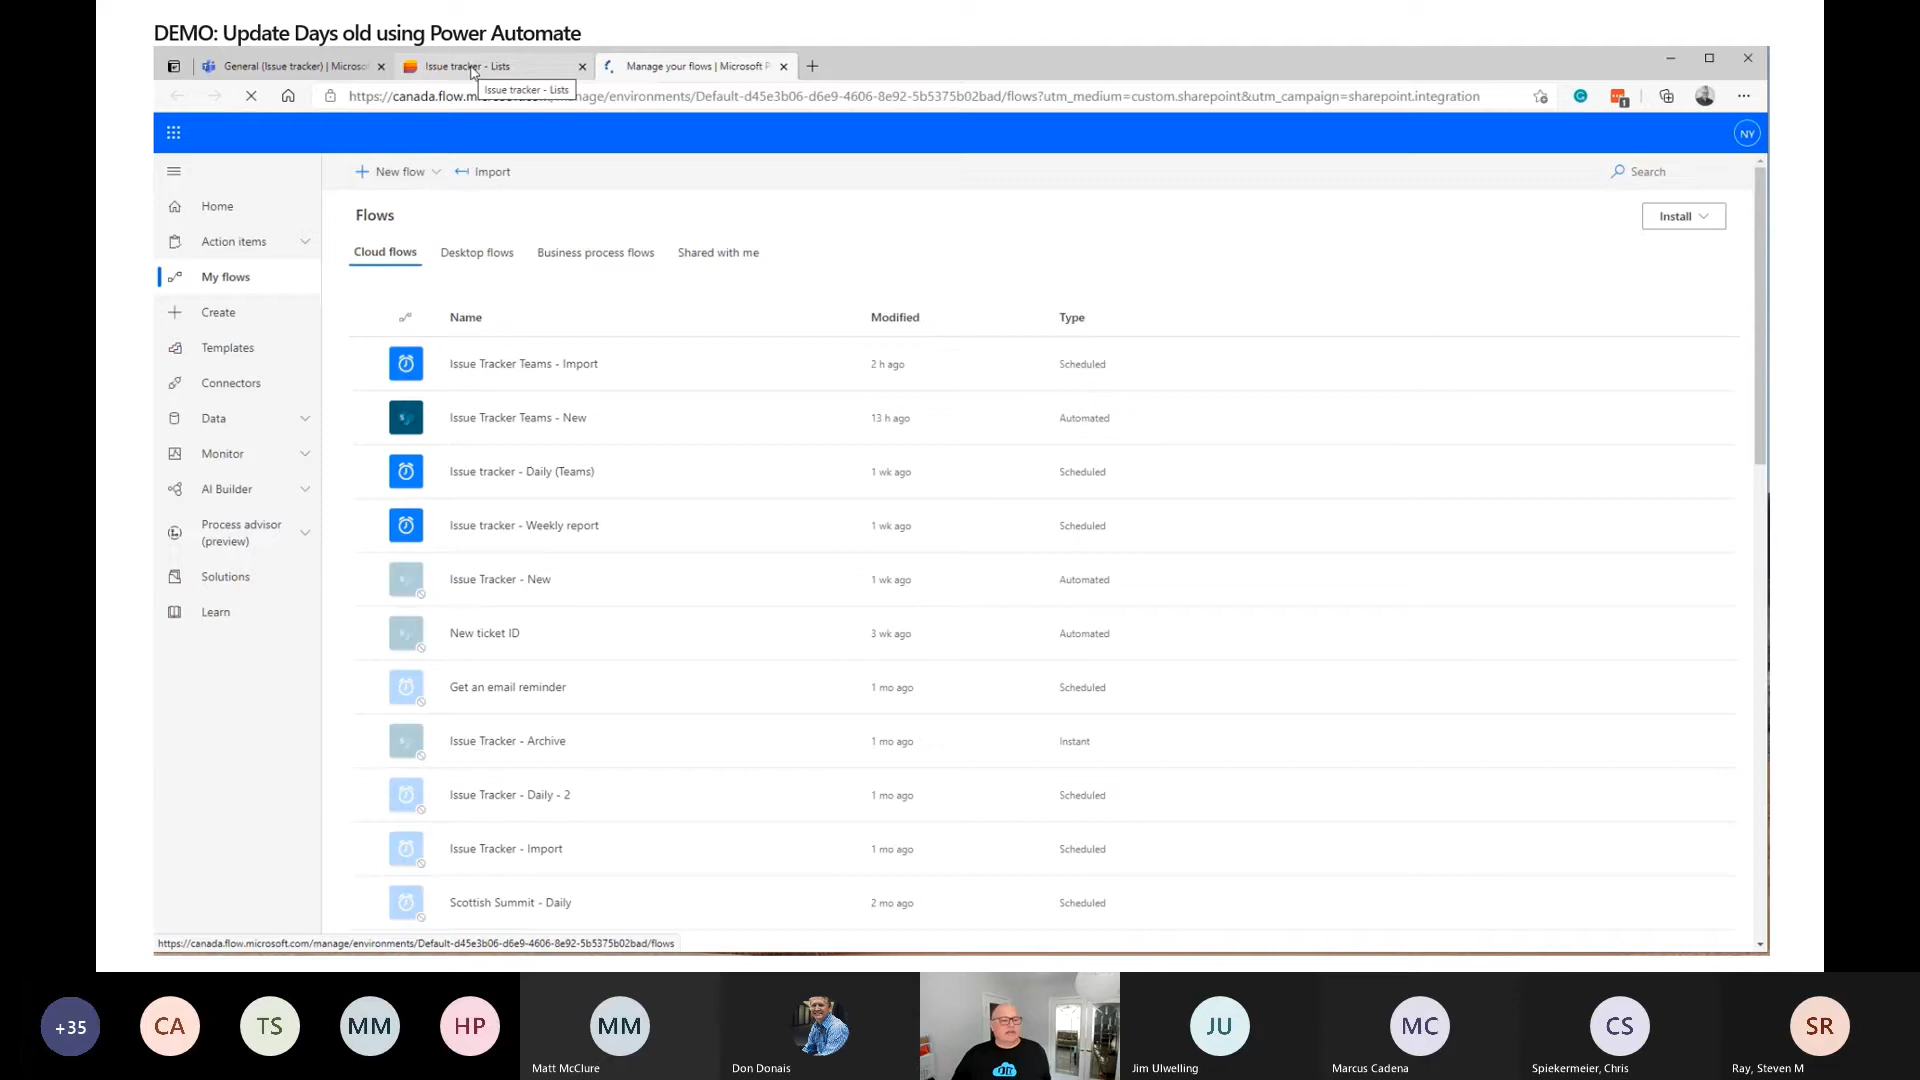 DEMO: Update Days old using Power Automate
General (Issue tracker) | Microso
Issue tracker - Lists
Manage your flows | Microsoft P
Issue tracker - Lists
https://canada.flow.m
nage/environments/Default-d45e3b06-d6e9-4606-8e92-5b5375b02bad/flows?utm_medium=custom.sharepoint&utm_campaign=sharepoint.integration
1
NY
New flow
Import
Search
Home
Action items
My flows
Create
Templates
Connectors
Data
Monitor
AI Builder
Process advisor
(preview)
Solutions
Learn
Flows
Install
Cloud flows
Desktop flows
Business process flows
Shared with me
Name Modified Type
Issue Tracker Teams - Import 2 h ago Scheduled
Issue Tracker Teams - New 13 h ago Automated
Issue tracker - Daily (Teams) 1 wk ago Scheduled
Issue tracker - Weekly report 1 wk ago Scheduled
Issue Tracker - New 1 wk ago Automated
New ticket ID 3 wk ago Automated
Get an email reminder 1 mo ago Scheduled
Issue Tracker - Archive 1 mo ago Instant
Issue Tracker - Daily - 2 1 mo ago Scheduled
Issue Tracker - Import 1 mo ago Scheduled
Scottish Summit - Daily 2 mo ago Scheduled
https://canada.flow.microsoft.com/manage/environments/Default-d45e3b06-d6e9-4606-8e92-5b5375b02bad/flows
+35
CA
TS
MM
HP
MM
Matt McClure
Don Donais
JU
Jim Ulwelling
MC
Marcus Cadena
CS
Spiekermeier, Chris
SR
Ray, Steven M